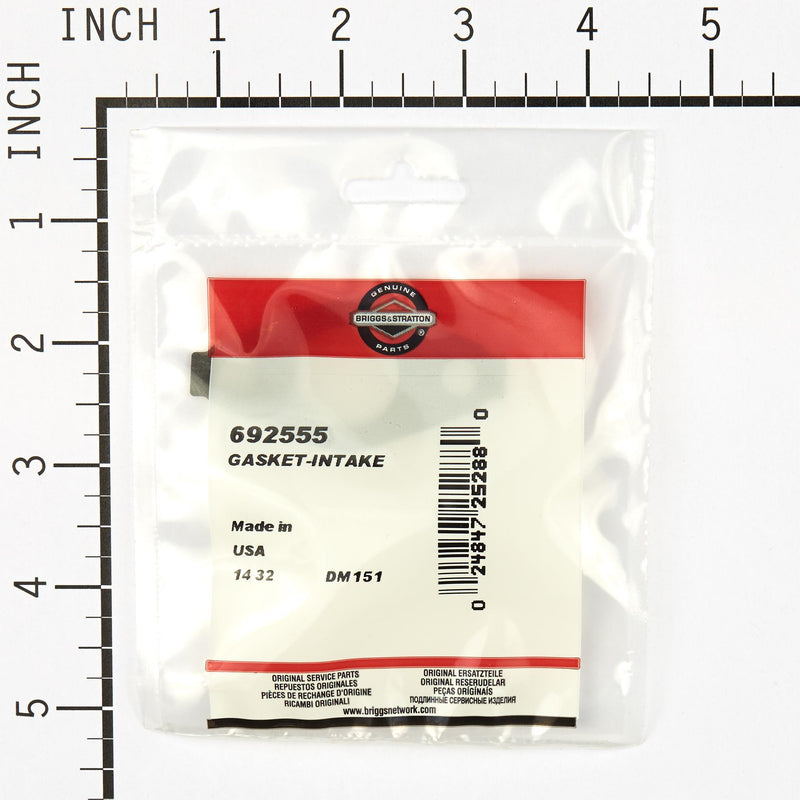 INCH 1 2 3 4 5
INCH
1
2
3
4
5
GENUINE
BRIGGS&STRATTON
®
PARTS
692555
GASKET-INTAKE
Made in
USA
14 32 DM151
0 24847 25288 0
ORIGINAL SERVICE PARTS
REPUESTOS ORIGINALES
PIÈCES DE RECHANGE D'ORIGINE
RICAMBI ORIGINALI
ORIGINAL ERSATZTEILE
ORIGINAL RESERUDELAR
PEÇAS ORIGINAIS
ПОДЛИННЫЕ СЕРВИСНЫЕ ИЗДЕЛИЯ
www.briggsnetwork.com